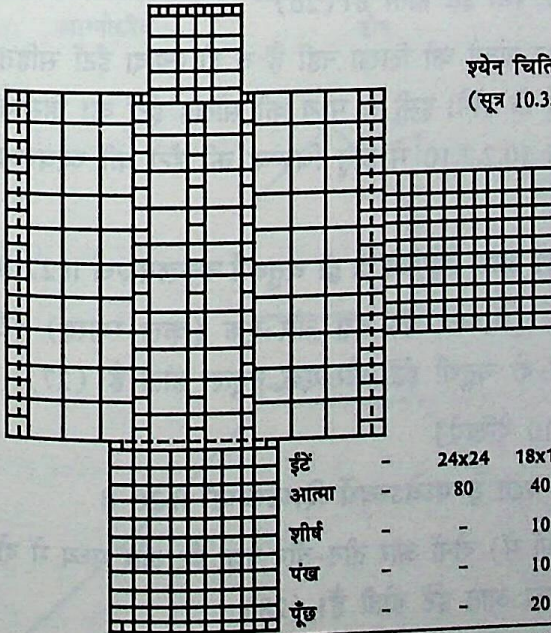 श्येन चिति
(सूत्र 10.3
ईंटें - 24x24 18x1
आत्मा - 80 40
शीर्ष - - 10
पंख - - 10
पूँछ - - 20